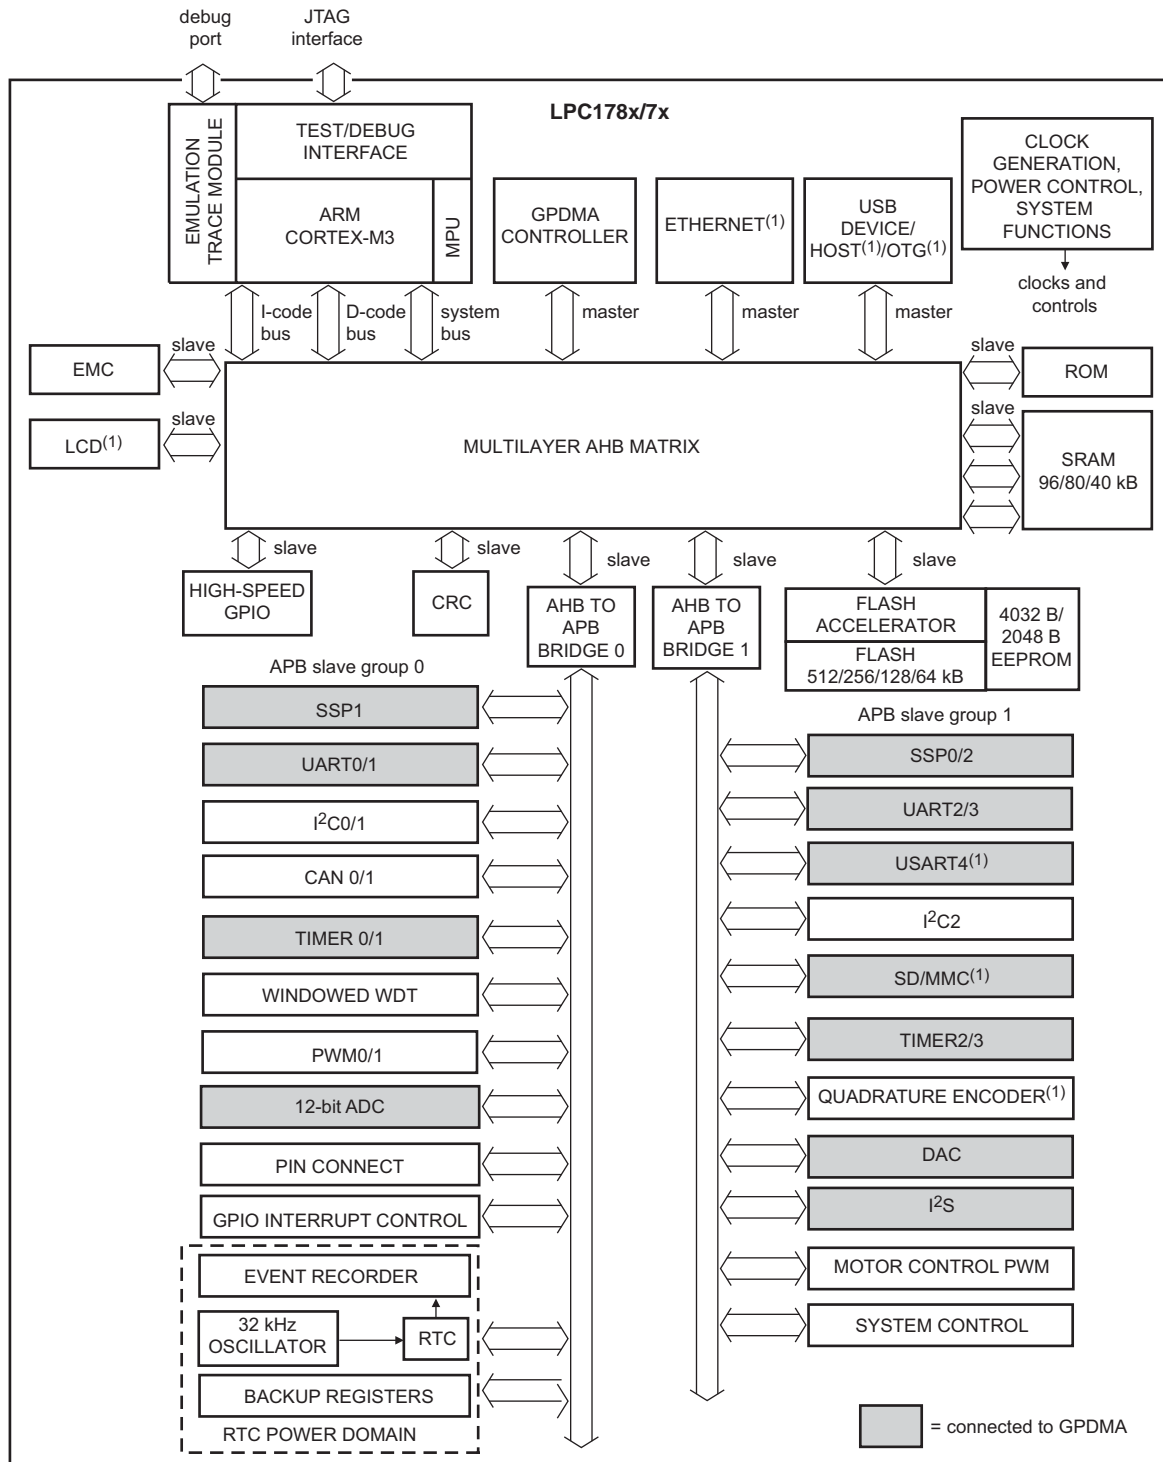 debug
port
JTAG
interface
LPC178x/7x
EMULATION
TRACE MODULE
TEST/DEBUG
INTERFACE
ARM
CORTEX-M3
MPU
GPDMA
CONTROLLER
ETHERNET(1)
USB
DEVICE/
HOST(1)/OTG(1)
CLOCK
GENERATION,
POWER CONTROL,
SYSTEM
FUNCTIONS
clocks and
controls
I-code
bus
D-code
bus
system
bus
master
master
master
slave
EMC
slave
LCD(1)
MULTILAYER AHB MATRIX
slave
ROM
slave
SRAM
96/80/40 kB
slave
slave
slave
slave
slave
HIGH-SPEED
GPIO
CRC
AHB TO
APB
BRIDGE 0
AHB TO
APB
BRIDGE 1
FLASH
ACCELERATOR
FLASH
512/256/128/64 kB
4032 B/
2048 B
EEPROM
APB slave group 0
SSP1
UART0/1
I2C0/1
CAN 0/1
TIMER 0/1
WINDOWED WDT
PWM0/1
12-bit ADC
PIN CONNECT
GPIO INTERRUPT CONTROL
EVENT RECORDER
32 kHz
OSCILLATOR
RTC
BACKUP REGISTERS
RTC POWER DOMAIN
APB slave group 1
SSP0/2
UART2/3
USART4(1)
I2C2
SD/MMC(1)
TIMER2/3
QUADRATURE ENCODER(1)
DAC
I2S
MOTOR CONTROL PWM
SYSTEM CONTROL
= connected to GPDMA